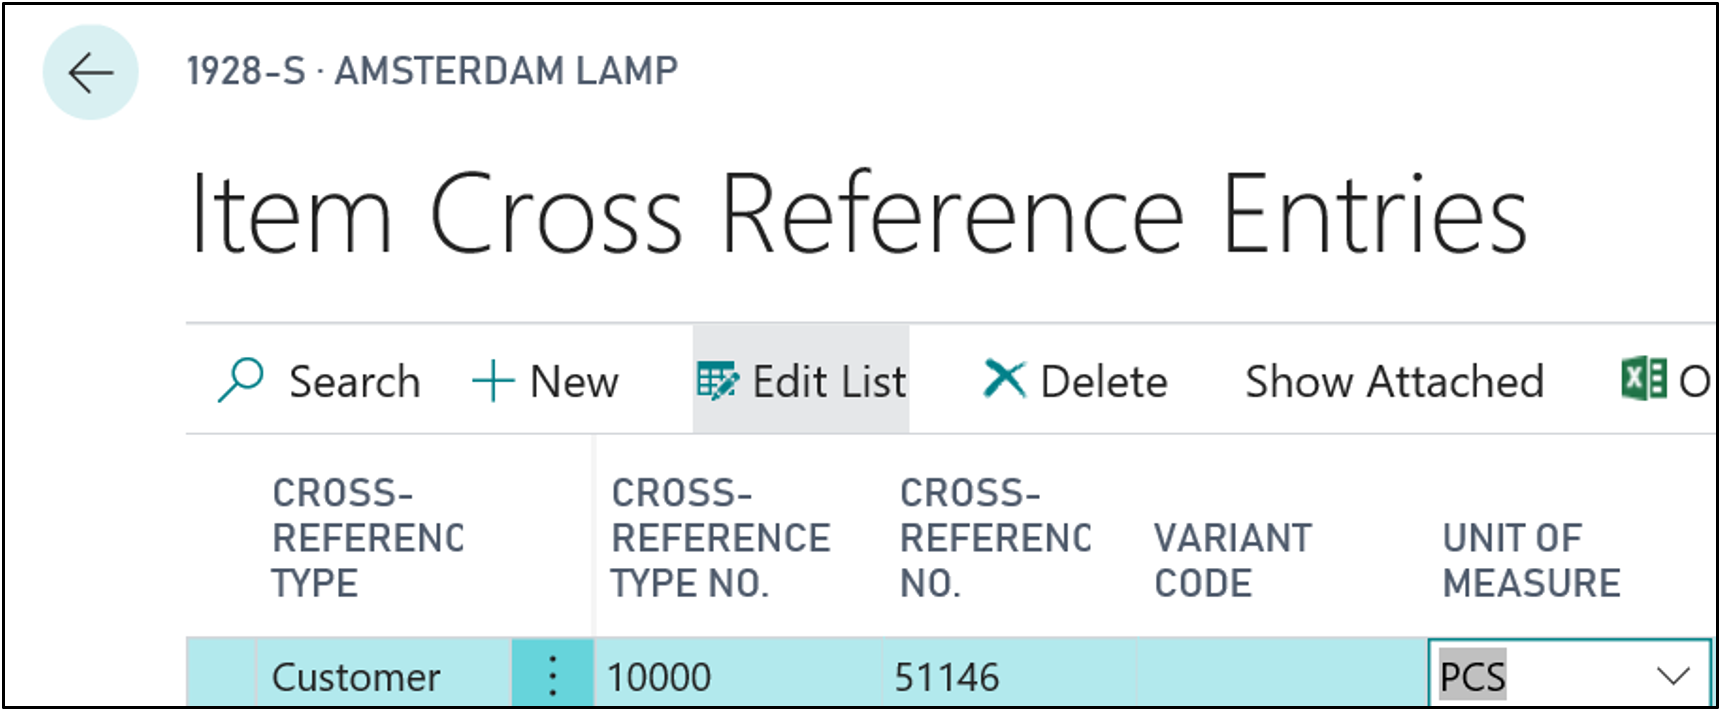 1928-S · AMSTERDAM LAMP
Item Cross Reference Entries
Search New Edit List Delete Show Attached O
CROSS- CROSS- CROSS-
REFERENC REFERENCE REFERENC VARIANT UNIT OF
TYPE TYPE NO. NO. CODE MEASURE
Customer 10000 51146 PCS